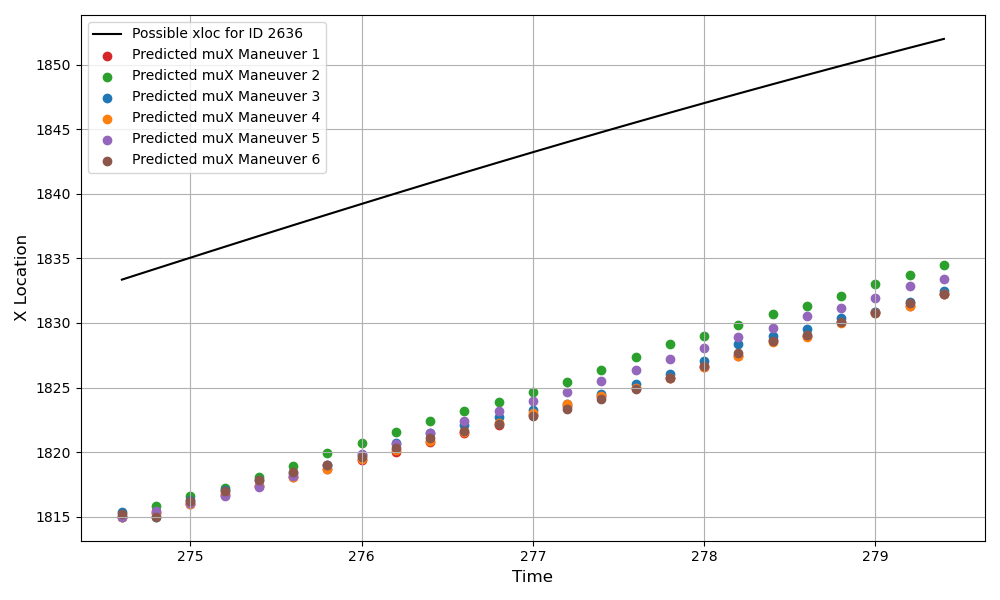 Possible xloc for ID 2636
Predicted muX Maneuver 1
Predicted muX Maneuver 2
Predicted muX Maneuver 3
Predicted muX Maneuver 4
Predicted muX Maneuver 5
Predicted muX Maneuver 6
1850
1845
1840
1835
1830
1825
1820
1815
X Location
275 276 277 278 279
Time